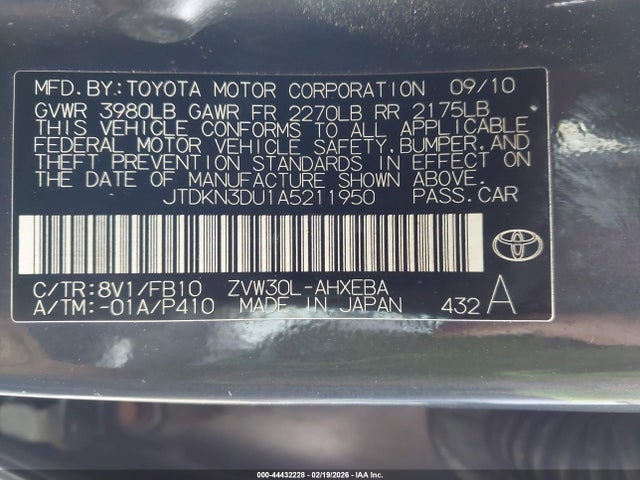 MFD.BY:TOYOTA MOTOR CORPORATION 09/10
GVWR 3980LB GAWR FR 2270LB RR 2175LB
THIS VEHICLE CONFORMS TO ALL APPLICABLE
FEDERAL MOTOR VEHICLE SAFETY,BUMPER,AND
THEFT PREVENTION STANDARDS IN EFFECT ON
THE DATE OF MANUFACTURE SHOWN ABOVE.
JTDKN3DU1A5211950 PASS.CAR
C/TR:8V1/FB10 ZVW30L-AHXEBA
A/TM:-01A/P410 MADE IN JAPAN 432 A
000-44432228 - 02/19/2026 - IAA Inc.